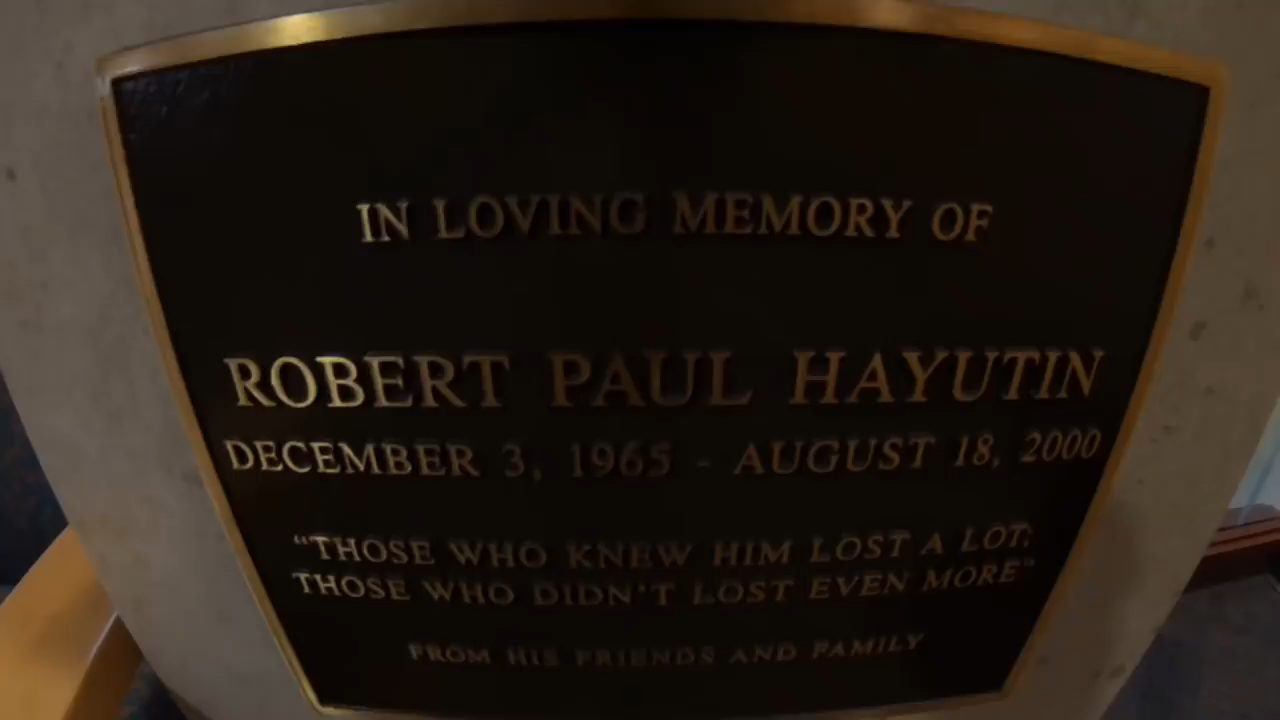 IN LOVING MEMORY OF
ROBERT PAUL HAYUTIN
DECEMBER 3, 1965 - AUGUST 18, 2000
“THOSE WHO KNEW HIM LOST A LOT;
THOSE WHO DIDN'T LOST EVEN MORE”
FROM HIS FRIENDS AND FAMILY